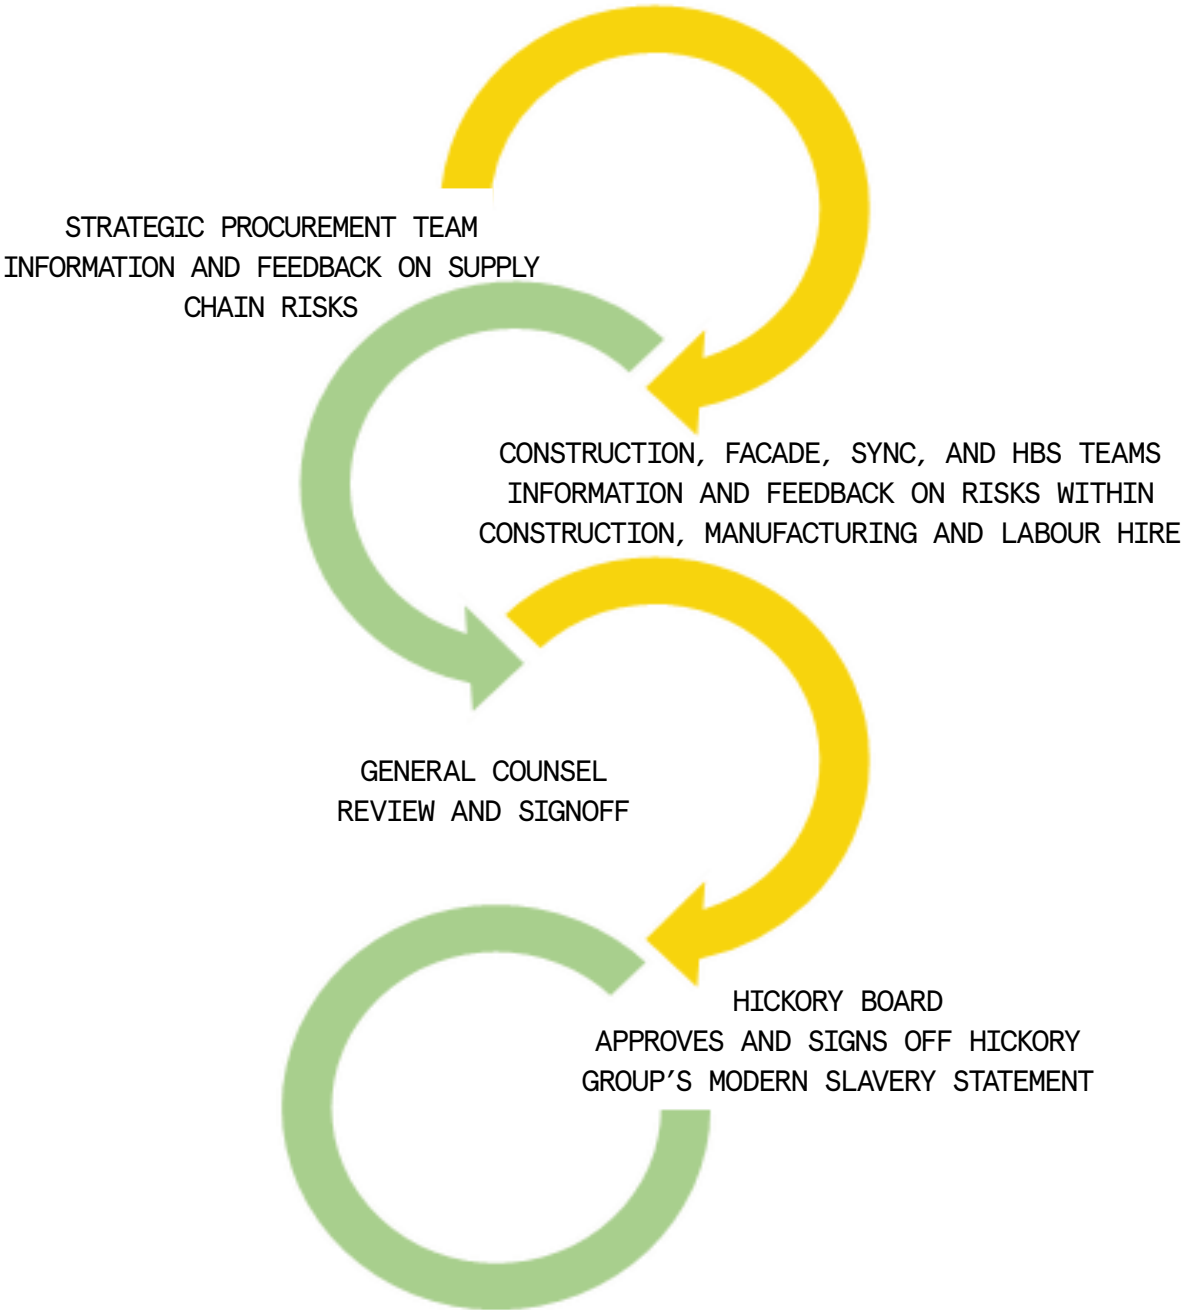 STRATEGIC PROCUREMENT TEAM
INFORMATION AND FEEDBACK ON SUPPLY
CHAIN RISKS
CONSTRUCTION, FACADE, SYNC, AND HBS TEAMS
INFORMATION AND FEEDBACK ON RISKS WITHIN
CONSTRUCTION, MANUFACTURING AND LABOUR HIRE
GENERAL COUNSEL
REVIEW AND SIGNOFF
HICKORY BOARD
APPROVES AND SIGNS OFF HICKORY
GROUP’S MODERN SLAVERY STATEMENT